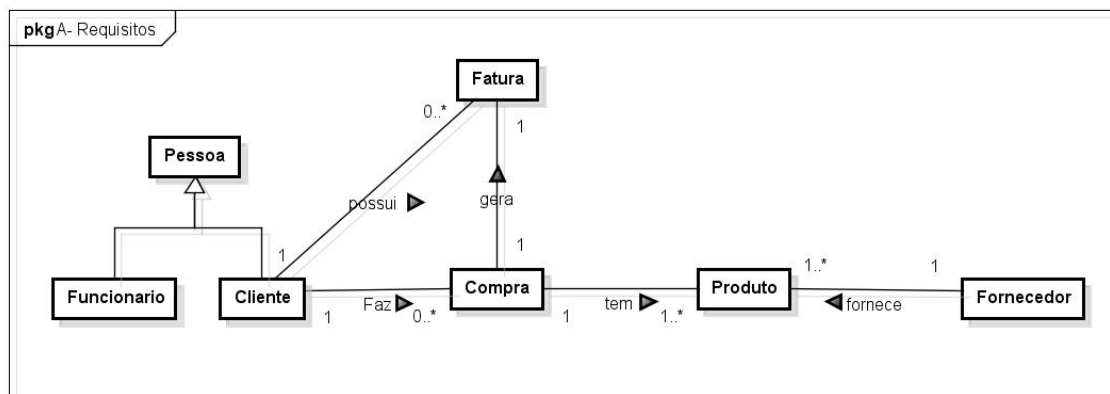 pkg A- Requisitos
Fatura
0..*
1
Pessoa
possui
gera
1
1
Funcionario
Cliente
Compra
Produto
Fornecedor
1
Faz
0..*
1
tem
1..*
1..*
1
fornece